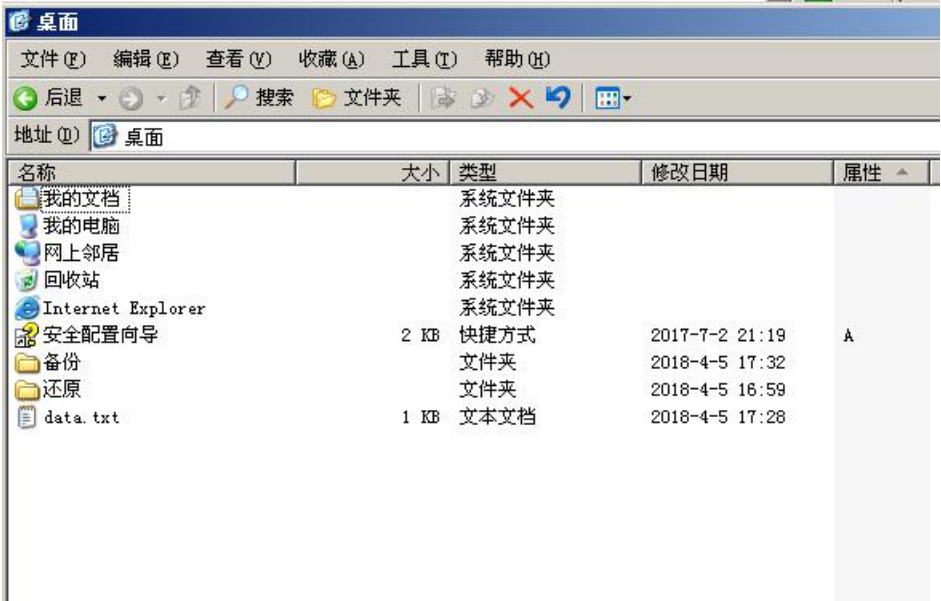 桌面
文件(F) 编辑(E) 查看(V) 收藏(A) 工具(T) 帮助(H)
后退 搜索 文件夹
地址(D) 桌面
名称 大小 类型 修改日期 属性
我的文档 系统文件夹
我的电脑 系统文件夹
网上邻居 系统文件夹
回收站 系统文件夹
Internet Explorer 系统文件夹
安全配置向导 2 KB 快捷方式 2017-7-2 21:19 A
备份 文件夹 2018-4-5 17:32
还原 文件夹 2018-4-5 16:59
data.txt 1 KB 文本文档 2018-4-5 17:28